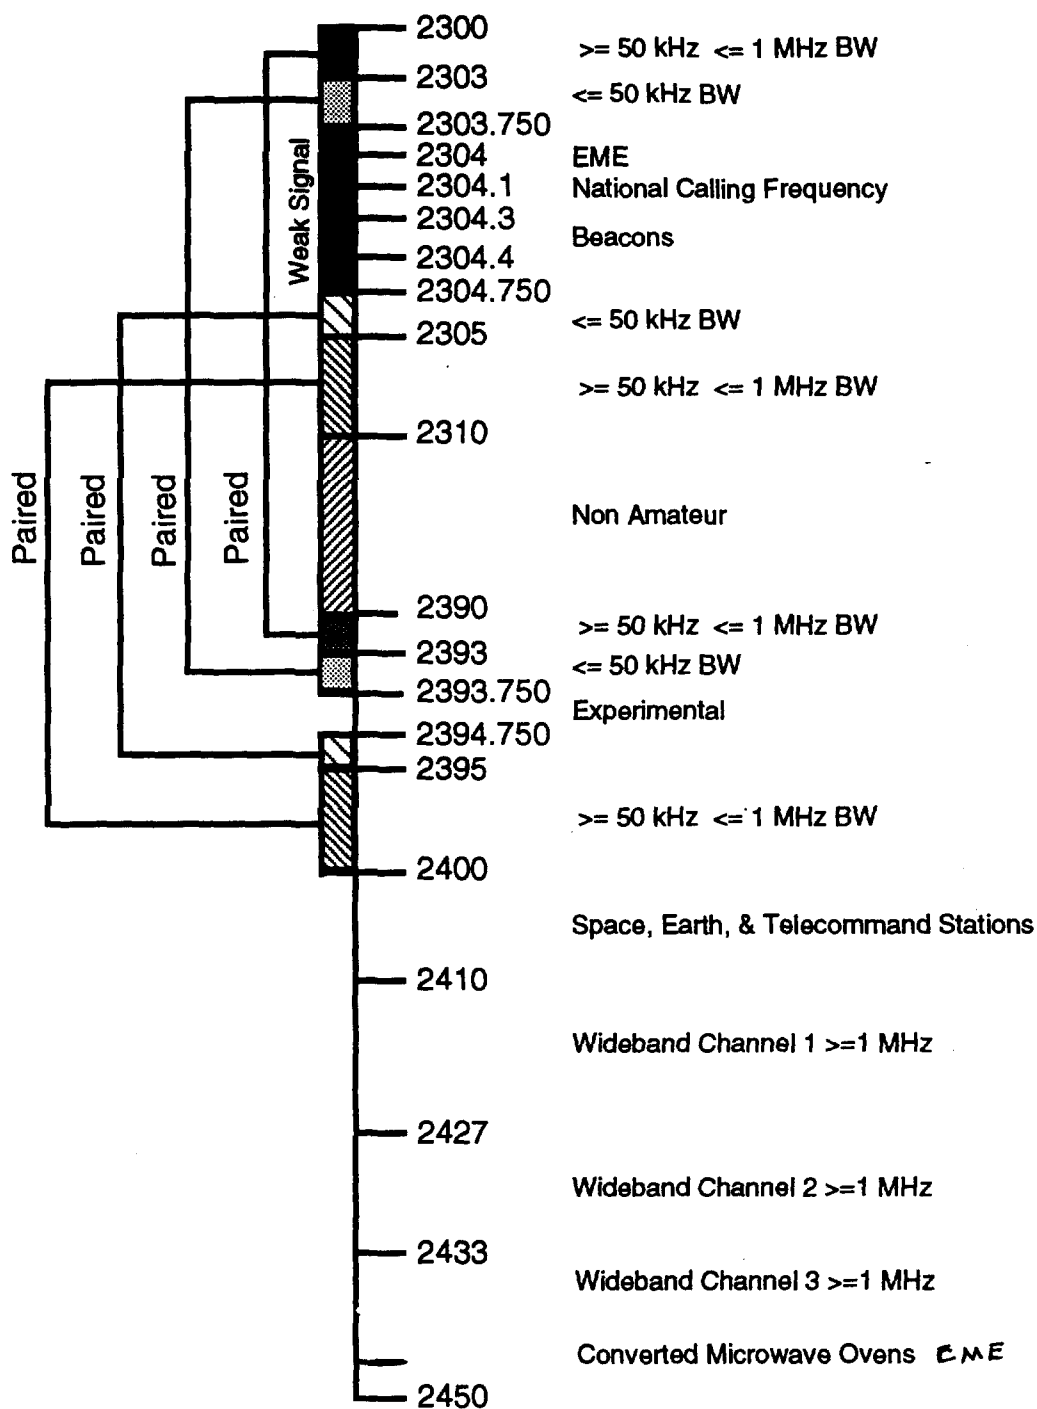 2300
>= 50 kHz <= 1 MHz BW
2303
<= 50 kHz BW
2303.750
Weak Signal
2304
EME
2304.1
National Calling Frequency
2304.3
Beacons
2304.4
2304.750
<= 50 kHz BW
2305
>= 50 kHz <= 1 MHz BW
2310
Paired
Paired
Paired
Paired
Non Amateur
2390
>= 50 kHz <= 1 MHz BW
2393
<= 50 kHz BW
2393.750
Experimental
2394.750
2395
>= 50 kHz <= 1 MHz BW
2400
Space, Earth, & Telecommand Stations
2410
Wideband Channel 1 >=1 MHz
2427
Wideband Channel 2 >=1 MHz
2433
Wideband Channel 3 >=1 MHz
Converted Microwave Ovens EME
2450